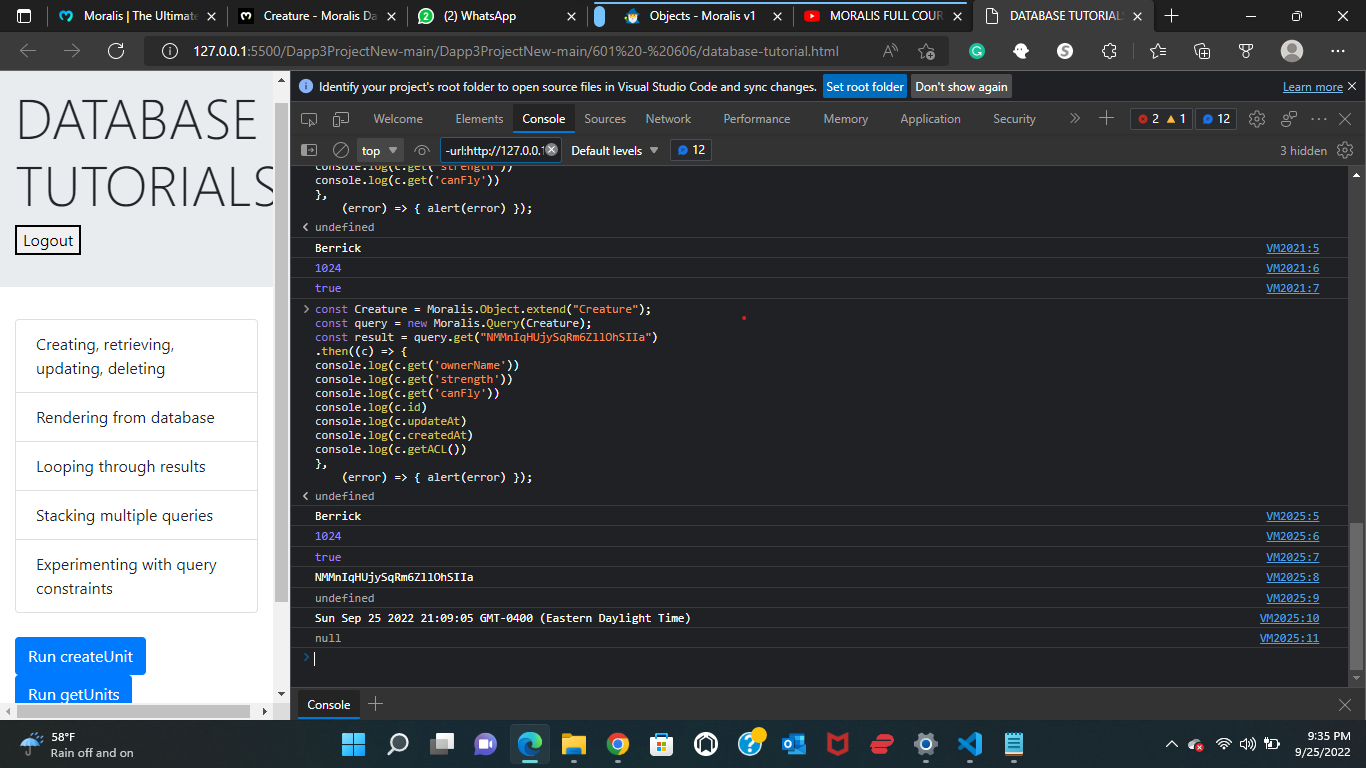 Moralis | The Ultimate
Creature - Moralis Da
(2) WhatsApp
Objects - Moralis v1
MORALIS FULL COUR
DATABASE TUTORIALS
127.0.0.1:5500/Dapp3ProjectNew-main/Dapp3ProjectNew-main/601%20-%20606/database-tutorial.html
DATABASE
TUTORIALS
Logout
Creating, retrieving,
updating, deleting
Rendering from database
Looping through results
Stacking multiple queries
Experimenting with query
constraints
Run createUnit
Run getUnits
Identify your project's root folder to open source files in Visual Studio Code and sync changes.
Set root folder
Don't show again
Learn more
Welcome
Elements
Console
Sources
Network
Performance
Memory
Application
Security
2
1
12
top
-url:http://127.0.0.1
Default levels
12
3 hidden
console.log(c.get('strength'))
console.log(c.get('canFly'))
},
(error) => { alert(error) });
undefined
Berrick VM2021:5
1024 VM2021:6
true VM2021:7
const Creature = Moralis.Object.extend("Creature");
const query = new Moralis.Query(Creature);
const result = query.get("NMMnIqHUjySqRm6ZllOhSIIa")
.then((c) => {
console.log(c.get('ownerName'))
console.log(c.get('strength'))
console.log(c.get('canFly'))
console.log(c.id)
console.log(c.updateAt)
console.log(c.createdAt)
console.log(c.getACL())
},
(error) => { alert(error) });
undefined
Berrick VM2025:5
1024 VM2025:6
true VM2025:7
NMMnIqHUjySqRm6ZllOhSIIa VM2025:8
undefined VM2025:9
Sun Sep 25 2022 21:09:05 GMT-0400 (Eastern Daylight Time) VM2025:10
null VM2025:11
Console
58°F
Rain off and on
9:35 PM
9/25/2022